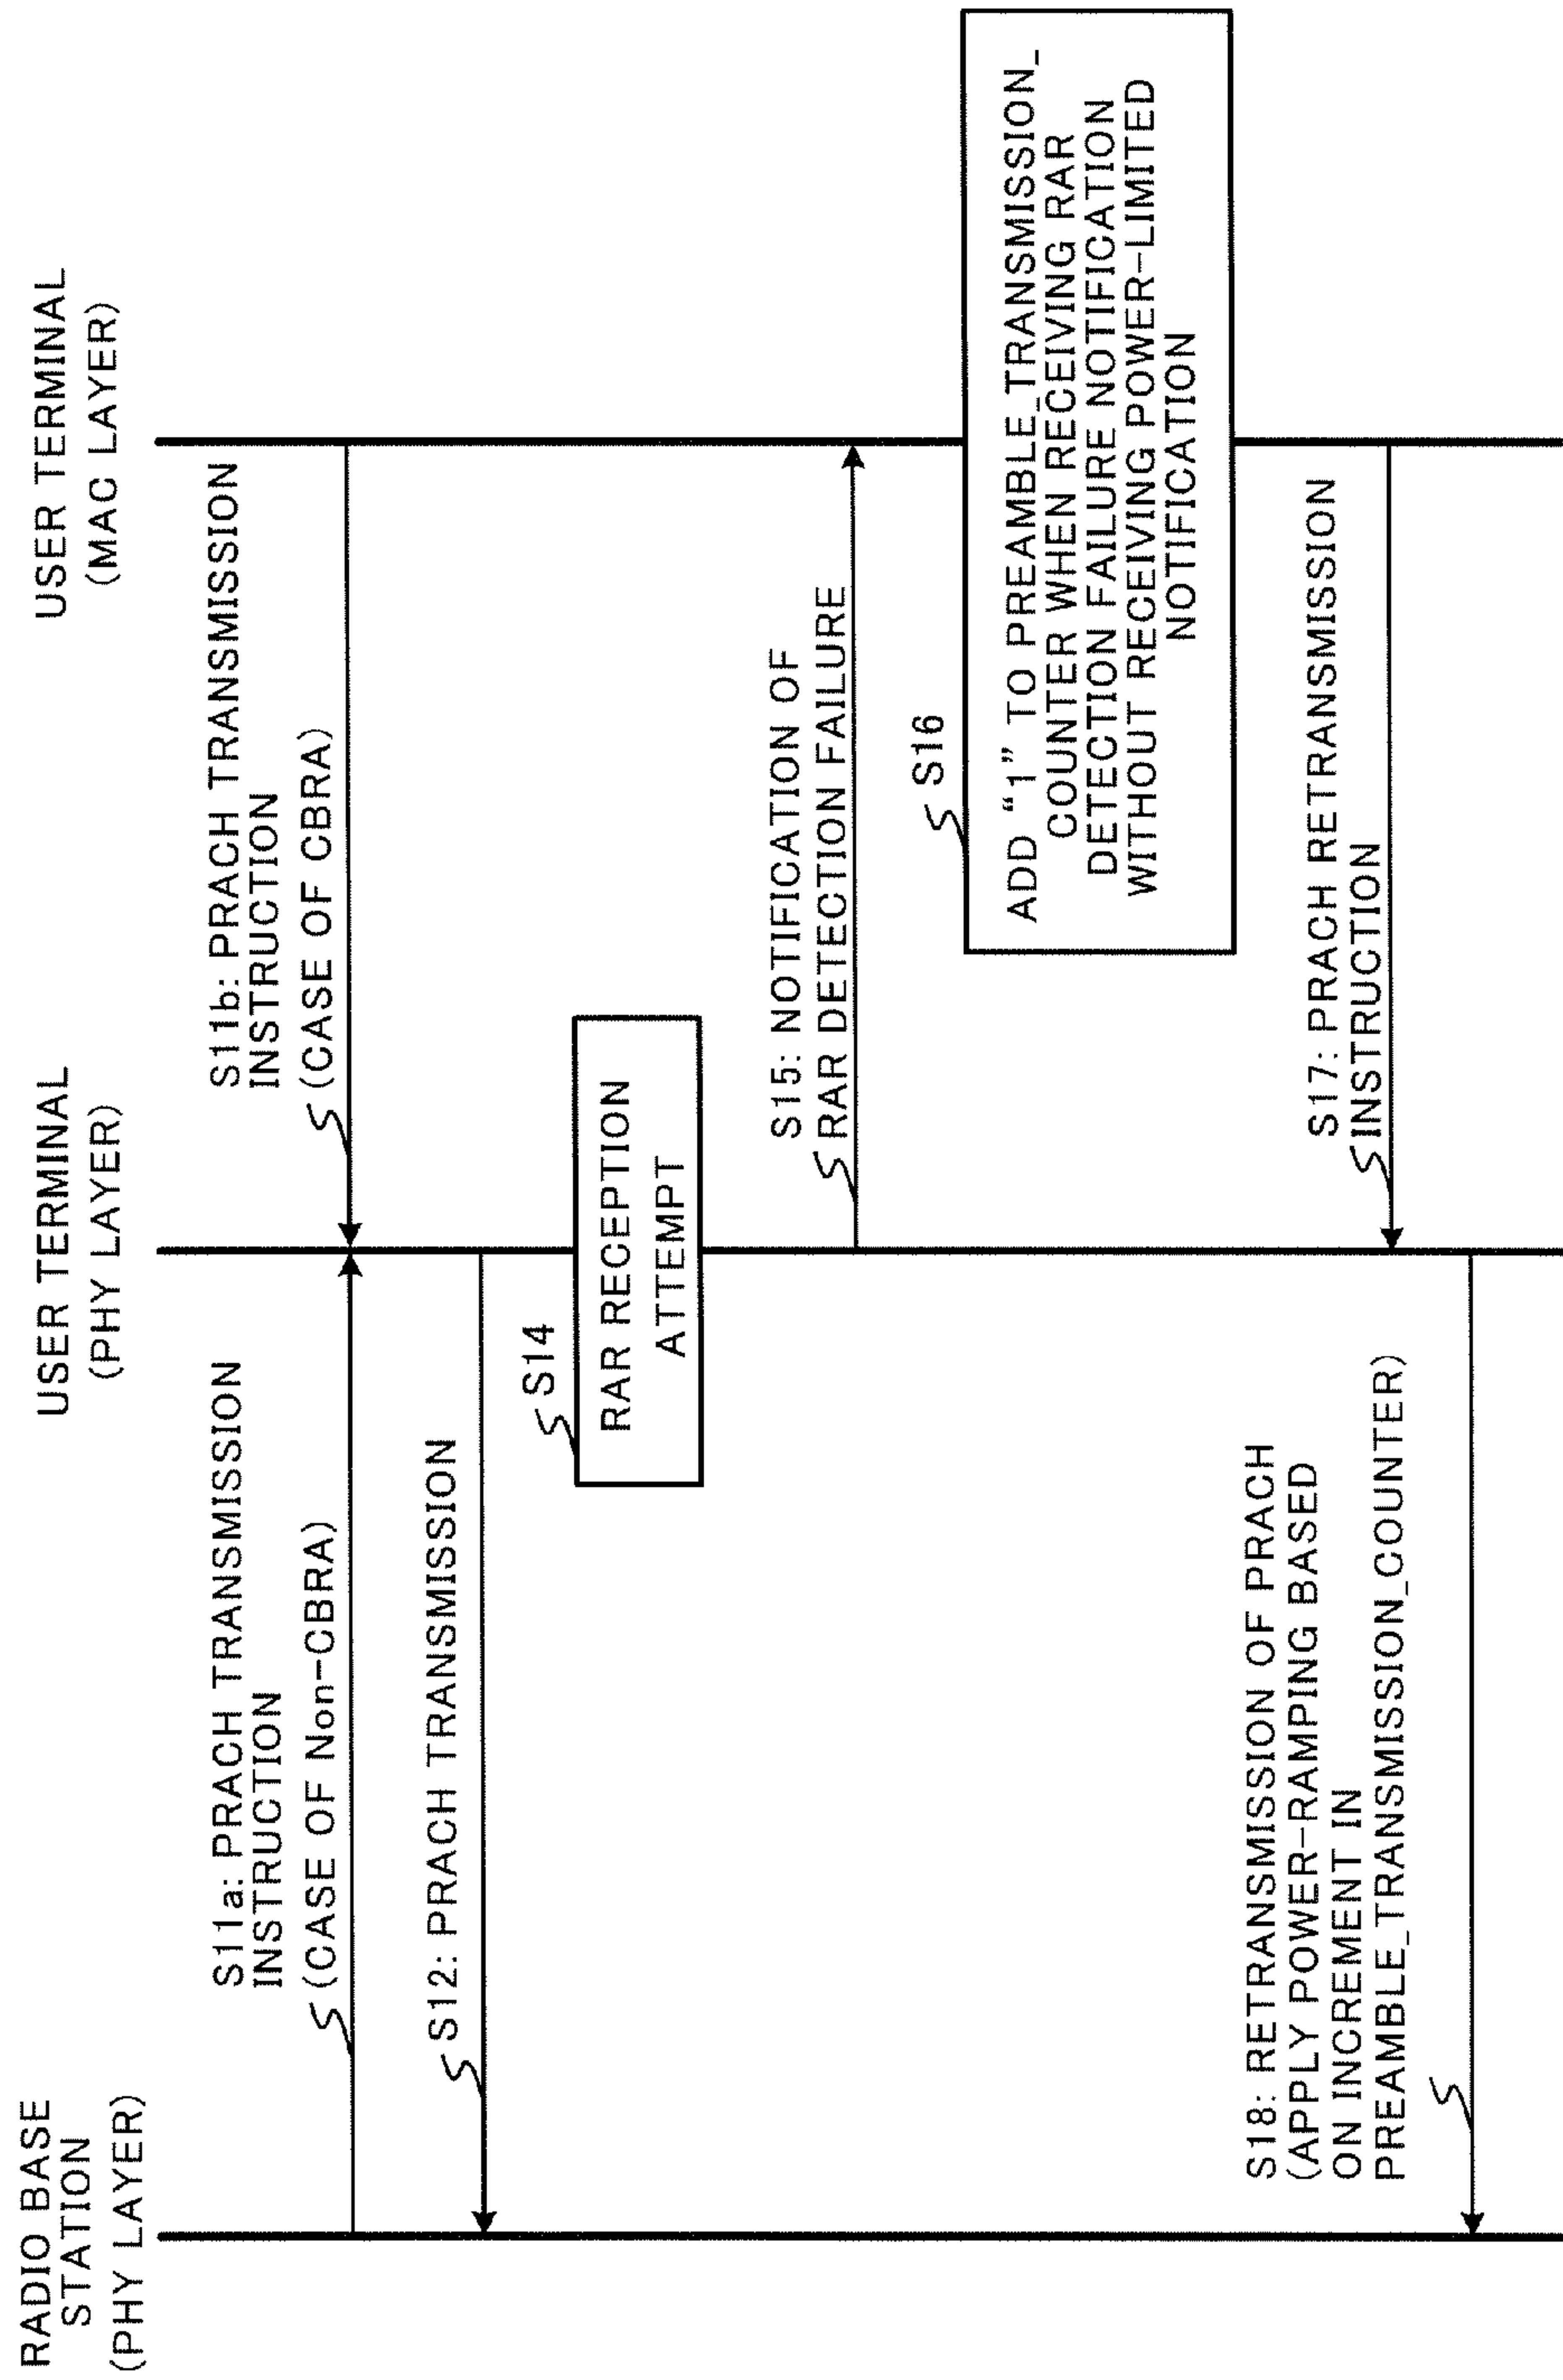 RADIO BASE
STATION
(PHY LAYER)
USER TERMINAL
(PHY LAYER)
USER TERMINAL
(MAC LAYER)
S11a: PRACH TRANSMISSION
INSTRUCTION
(CASE OF Non-CBRA)
S11b: PRACH TRANSMISSION
INSTRUCTION
(CASE OF CBRA)
S12: PRACH TRANSMISSION
S14
RAR RECEPTION
ATTEMPT
S15: NOTIFICATION OF
RAR DETECTION FAILURE
S16
ADD “1” TO PREAMBLE_TRANSMISSION_
COUNTER WHEN RECEIVING RAR
DETECTION FAILURE NOTIFICATION
WITHOUT RECEIVING POWER-LIMITED
NOTIFICATION
S17: PRACH RETRANSMISSION
INSTRUCTION
S18: RETRANSMISSION OF PRACH
(APPLY POWER-RAMPING BASED
ON INCREMENT IN
PREAMBLE_TRANSMISSION_COUNTER)